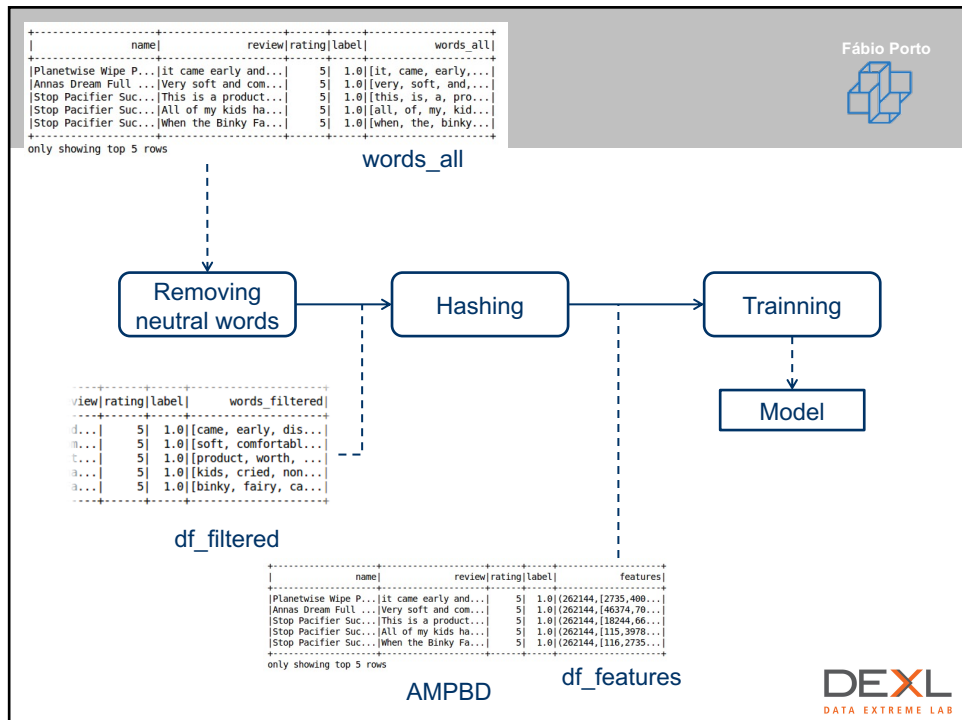 +--------------------+--------------------+------+-----+--------------------+
|                name|              review|rating|label|           words_all|
+--------------------+--------------------+------+-----+--------------------+
|Planetwise Wipe P...|it came early and...|     5|  1.0|[it, came, early,...|
|Annas Dream Full ...|Very soft and com...|     5|  1.0|[very, soft, and,...|
|Stop Pacifier Suc...|This is a product...|     5|  1.0|[this, is, a, pro...|
|Stop Pacifier Suc...|All of my kids ha...|     5|  1.0|[all, of, my, kid...|
|Stop Pacifier Suc...|When the Binky Fa...|     5|  1.0|[when, the, binky...|
+--------------------+--------------------+------+-----+--------------------+
only showing top 5 rows
words_all
Fábio Porto
Removing
neutral words
Hashing
Trainning
Model
----+------+-----+--------------------+
view|rating|label|      words_filtered|
----+------+-----+--------------------+
d...|     5|  1.0|[came, early, dis...|
m...|     5|  1.0|[soft, comfortabl...|
t...|     5|  1.0|[product, worth, ...|
a...|     5|  1.0|[kids, cried, non...|
a...|     5|  1.0|[binky, fairy, ca...|
----+------+-----+--------------------+
df_filtered
+--------------------+--------------------+------+-----+--------------------+
|                name|              review|rating|label|            features|
+--------------------+--------------------+------+-----+--------------------+
|Planetwise Wipe P...|it came early and...|     5|  1.0|(262144,[2735,400...|
|Annas Dream Full ...|Very soft and com...|     5|  1.0|(262144,[46374,70...|
|Stop Pacifier Suc...|This is a product...|     5|  1.0|(262144,[18244,66...|
|Stop Pacifier Suc...|All of my kids ha...|     5|  1.0|(262144,[115,3978...|
|Stop Pacifier Suc...|When the Binky Fa...|     5|  1.0|(262144,[116,2735...|
+--------------------+--------------------+------+-----+--------------------+
only showing top 5 rows
df_features
AMPBD
DEXL
DATA EXTREME LAB